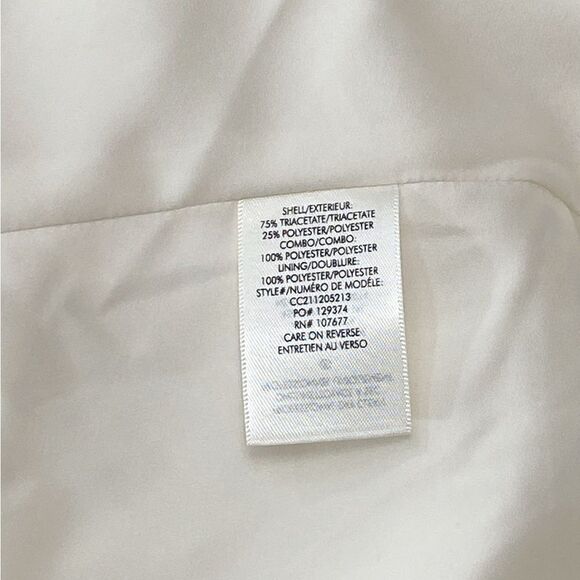 SHELL/EXTERIEUR:
75% TRIACETATE/TRIACETATE
25% POLYESTER/POLYESTER
COMBO/COMBO:
100% POLYESTER/POLYESTER
LINING/DOUBLURE:
100% POLYESTER/POLYESTER
STYLE#/NUMÉRO DE MODÈLE:
CC211205213
PO# 129374
RN# 107677
CARE ON REVERSE
ENTRETIEN AU VERSO